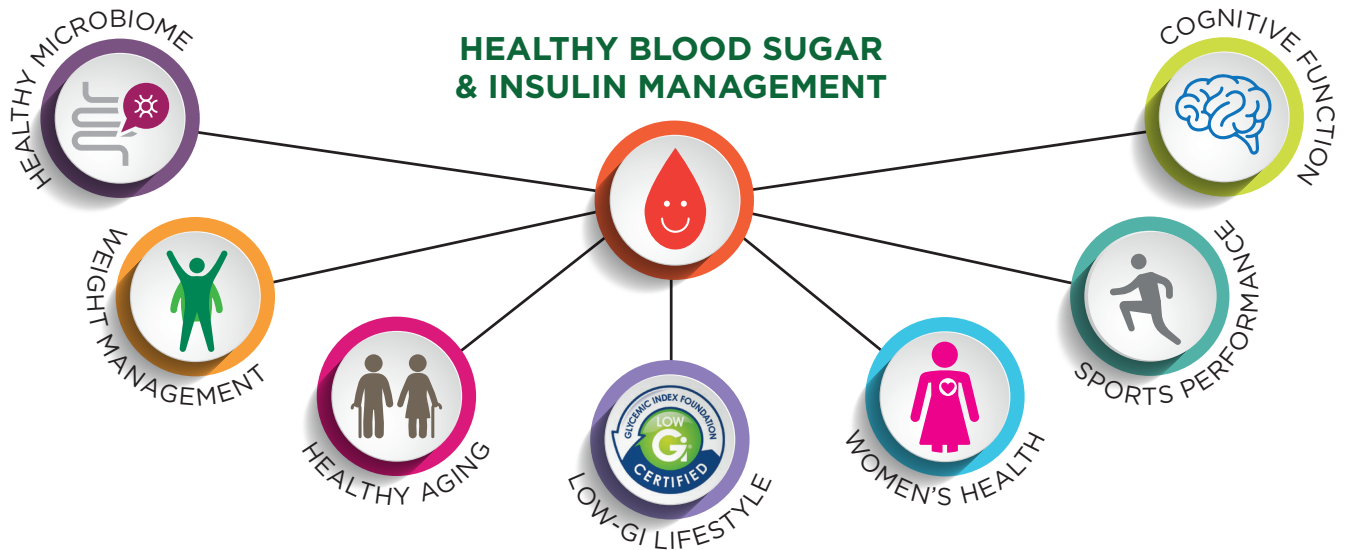 HEALTHY BLOOD SUGAR
& INSULIN MANAGEMENT
HEALTHY MICROBIOME
WEIGHT MANAGEMENT
HEALTHY AGING
LOW-GI LIFESTYLE
GLYCEMIC INDEX FOUNDATION
LOW
Gi
CERTIFIED
WOMEN'S HEALTH
SPORTS PERFORMANCE
COGNITIVE FUNCTION